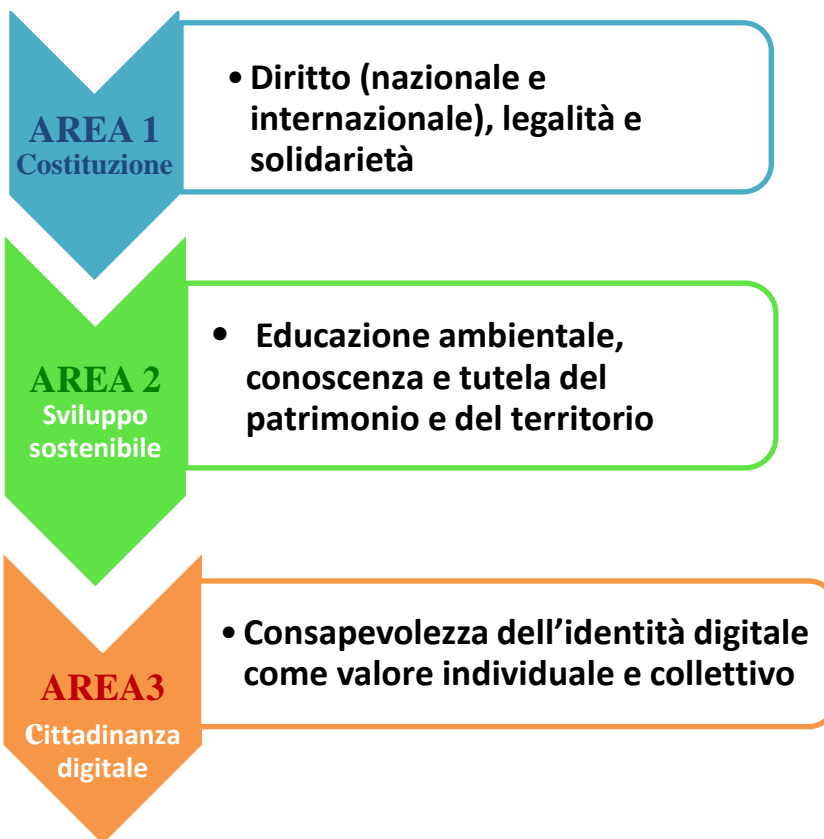 AREA 1
Costituzione
• Diritto (nazionale e
internazionale), legalità e
solidarietà
AREA 2
Sviluppo
sostenibile
• Educazione ambientale,
conoscenza e tutela del
patrimonio e del territorio
AREA3
Cittadinanza
digitale
• Consapevolezza dell’identità digitale
come valore individuale e collettivo